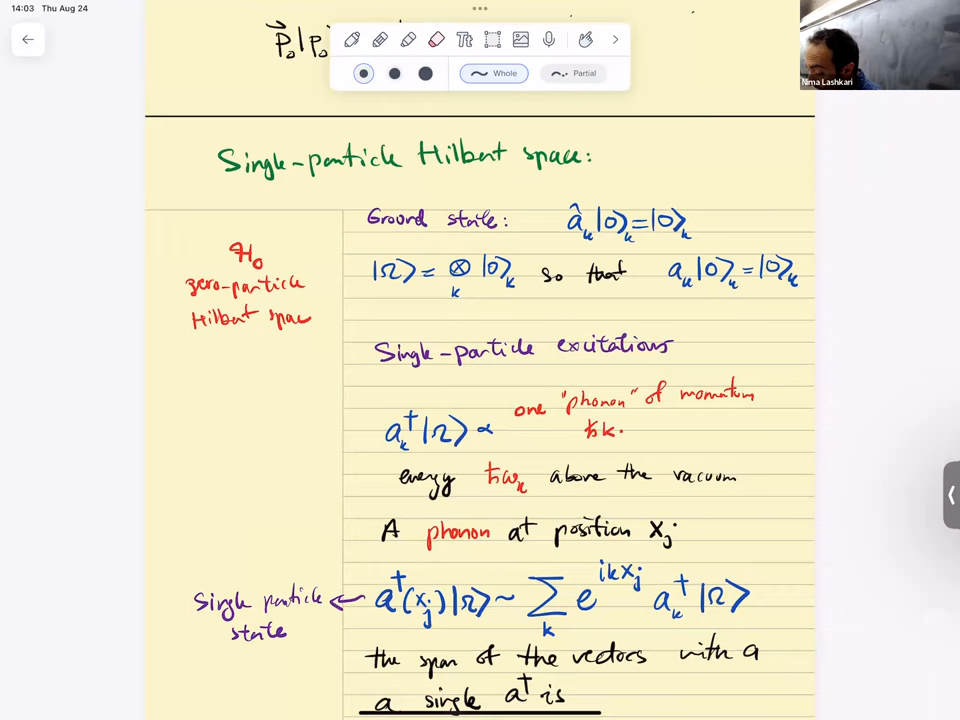 14:03 Thu Aug 24
Tt
Whole Partial
Nima Lashkari
Single-particle Hilbert space:
Ground state: â_k|0⟩_k=|0⟩_k
|Ω⟩= ⊗_k |0⟩_k so that a_k|0⟩_k=|0⟩_k
H_0
zero-particle
Hilbert spac
Single-particle excitations
a_k^†|Ω⟩ ∝ one "phonon" of momentum
ħk.
energy ħω_k above the vacuum
A phonon at position x_j
Single particle ← a^†(x_j)|Ω⟩ ~ ∑_k e^{ikx_j} a_k^†|Ω⟩
state
the span of the vectors with a
a single a^† is